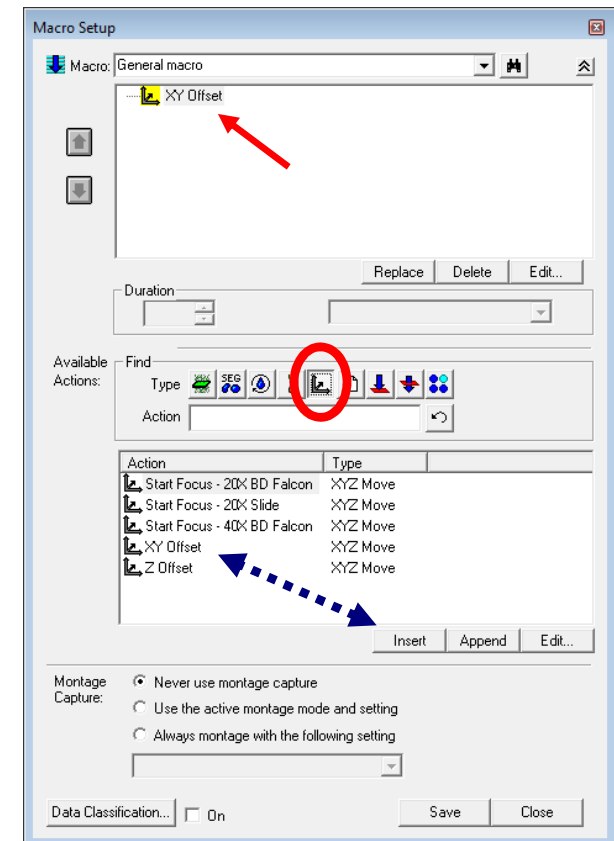 Macro Setup
Macro: General macro
XY Offset
Replace Delete Edit...
Duration
Available Actions:
Find
Type SEG
Action
Action Type
Start Focus - 20X BD Falcon XYZ Move
Start Focus - 20X Slide XYZ Move
Start Focus - 40X BD Falcon XYZ Move
XY Offset XYZ Move
Z Offset XYZ Move
Insert Append Edit...
Montage Capture:
Never use montage capture
Use the active montage mode and setting
Always montage with the following setting
Data Classification... On Save Close